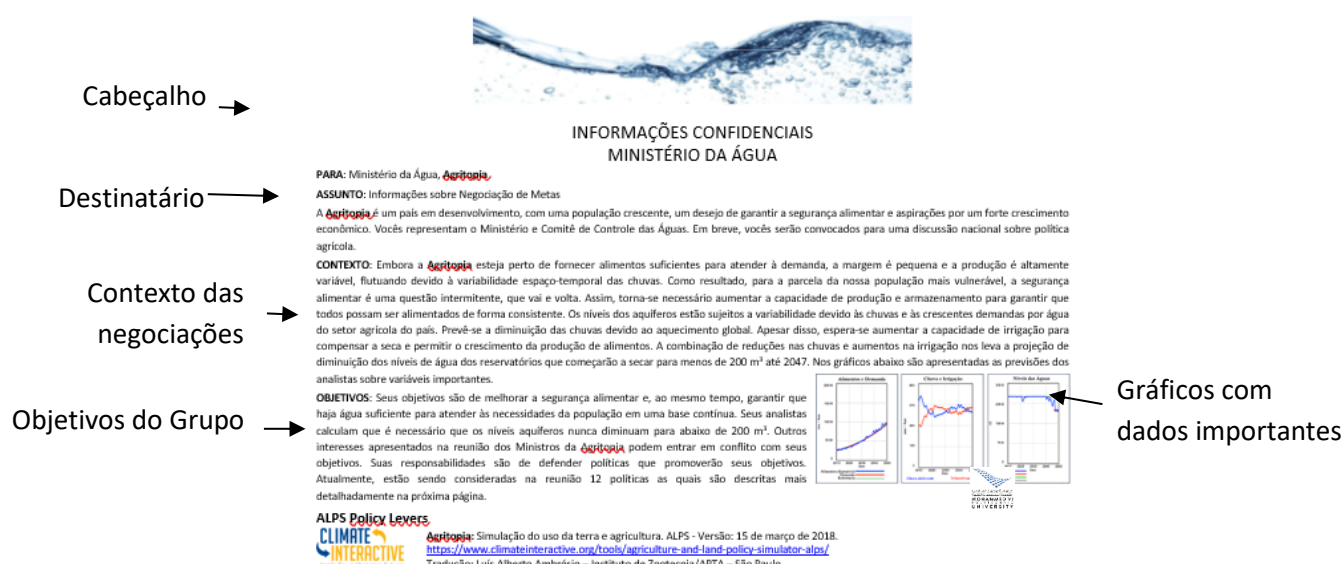 Cabeçalho
INFORMAÇÕES CONFIDENCIAIS
MINISTÉRIO DA ÁGUA
Destinatário
PARA: Ministério da Água, Agritopia
ASSUNTO: Informações sobre Negociação de Metas
A Agritopia é um país em desenvolvimento, com uma população crescente, um desejo de garantir a segurança alimentar e aspirações por um forte crescimento
econômico. Vocês representam o Ministério e Comitê de Controle das Águas. Em breve, vocês serão convocados para uma discussão nacional sobre política
agrícola.
Contexto das
negociações
CONTEXTO: Embora a Agritopia esteja perto de fornecer alimentos suficientes para atender à demanda, a margem é pequena e a produção é altamente
variável, flutuando devido à variabilidade espaço-temporal das chuvas. Como resultado, para a parcela da nossa população mais vulnerável, a segurança
alimentar é uma questão intermitente, que vai e volta. Assim, torna-se necessário aumentar a capacidade de produção e armazenamento para garantir que
todos possam ser alimentados de forma consistente. Os níveis dos aquíferos estão sujeitos a variabilidade devido às chuvas e às crescentes demandas por água
do setor agrícola do país. Prevê-se a diminuição das chuvas devido ao aquecimento global. Apesar disso, espera-se aumentar a capacidade de irrigação para
compensar a seca e permitir o crescimento da produção de alimentos. A combinação de reduções nas chuvas e aumentos na irrigação nos leva a projeção de
diminuição dos níveis de água dos reservatórios que começarão a secar para menos de 200 m³ até 2047. Nos gráficos abaixo são apresentadas as previsões dos
analistas sobre variáveis importantes.
Objetivos do Grupo
OBJETIVOS: Seus objetivos são de melhorar a segurança alimentar e, ao mesmo tempo, garantir que
haja água suficiente para atender às necessidades da população em uma base contínua. Seus analistas
calculam que é necessário que os níveis aquíferos nunca diminuam para abaixo de 200 m³. Outros
interesses apresentados na reunião dos Ministros da Agritopia podem entrar em conflito com seus
objetivos. Suas responsabilidades são de defender políticas que promoverão seus objetivos.
Atualmente, estão sendo consideradas na reunião 12 políticas as quais são descritas mais
detalhadamente na próxima página.
Alimentos e Demanda
Chuva e Irrigação
Níveis das Águas
Gráficos com
dados importantes
MOHAMMED VI
UNIVERSITY
ALPS Policy Levers
CLIMATE
INTERACTIVE
Agritopia: Simulação do uso da terra e agricultura. ALPS - Versão: 15 de março de 2018.
https://www.climateinteractive.org/tools/agriculture-and-land-policy-simulator-alps/
Tradução: Luís Alberto Ambrósio – Instituto de Zootecnia/APTA – São Paulo